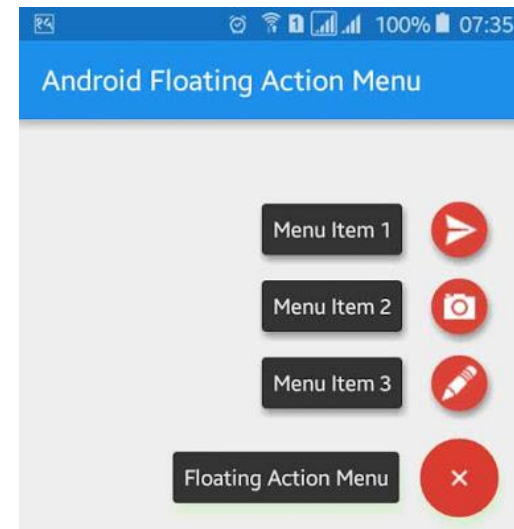 1 100% 07:35
Android Floating Action Menu
Menu Item 1
Menu Item 2
Menu Item 3
Floating Action Menu